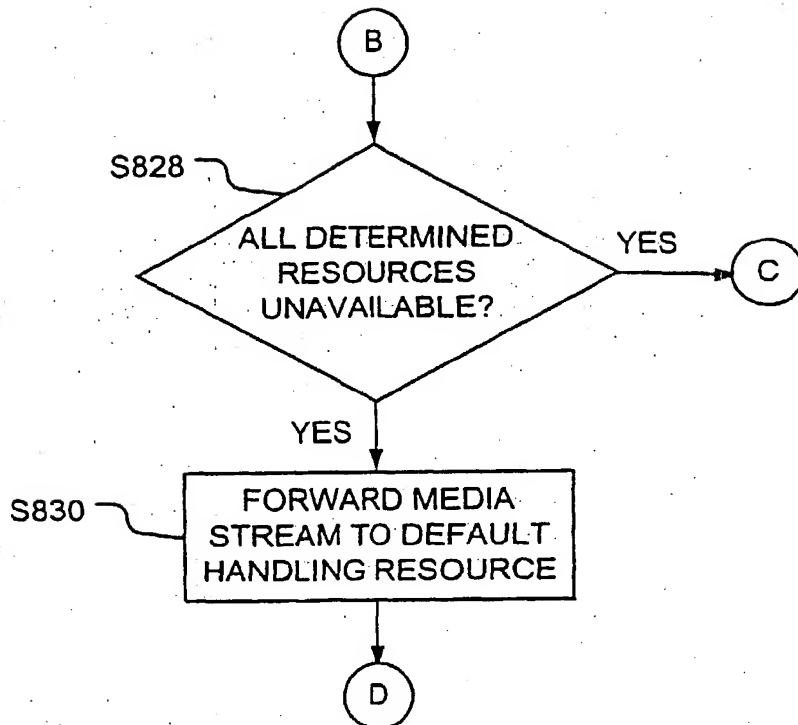 B
S828
ALL DETERMINED
RESOURCES
UNAVAILABLE?
YES
C
YES
S830
FORWARD MEDIA
STREAM TO DEFAULT
HANDLING RESOURCE
D